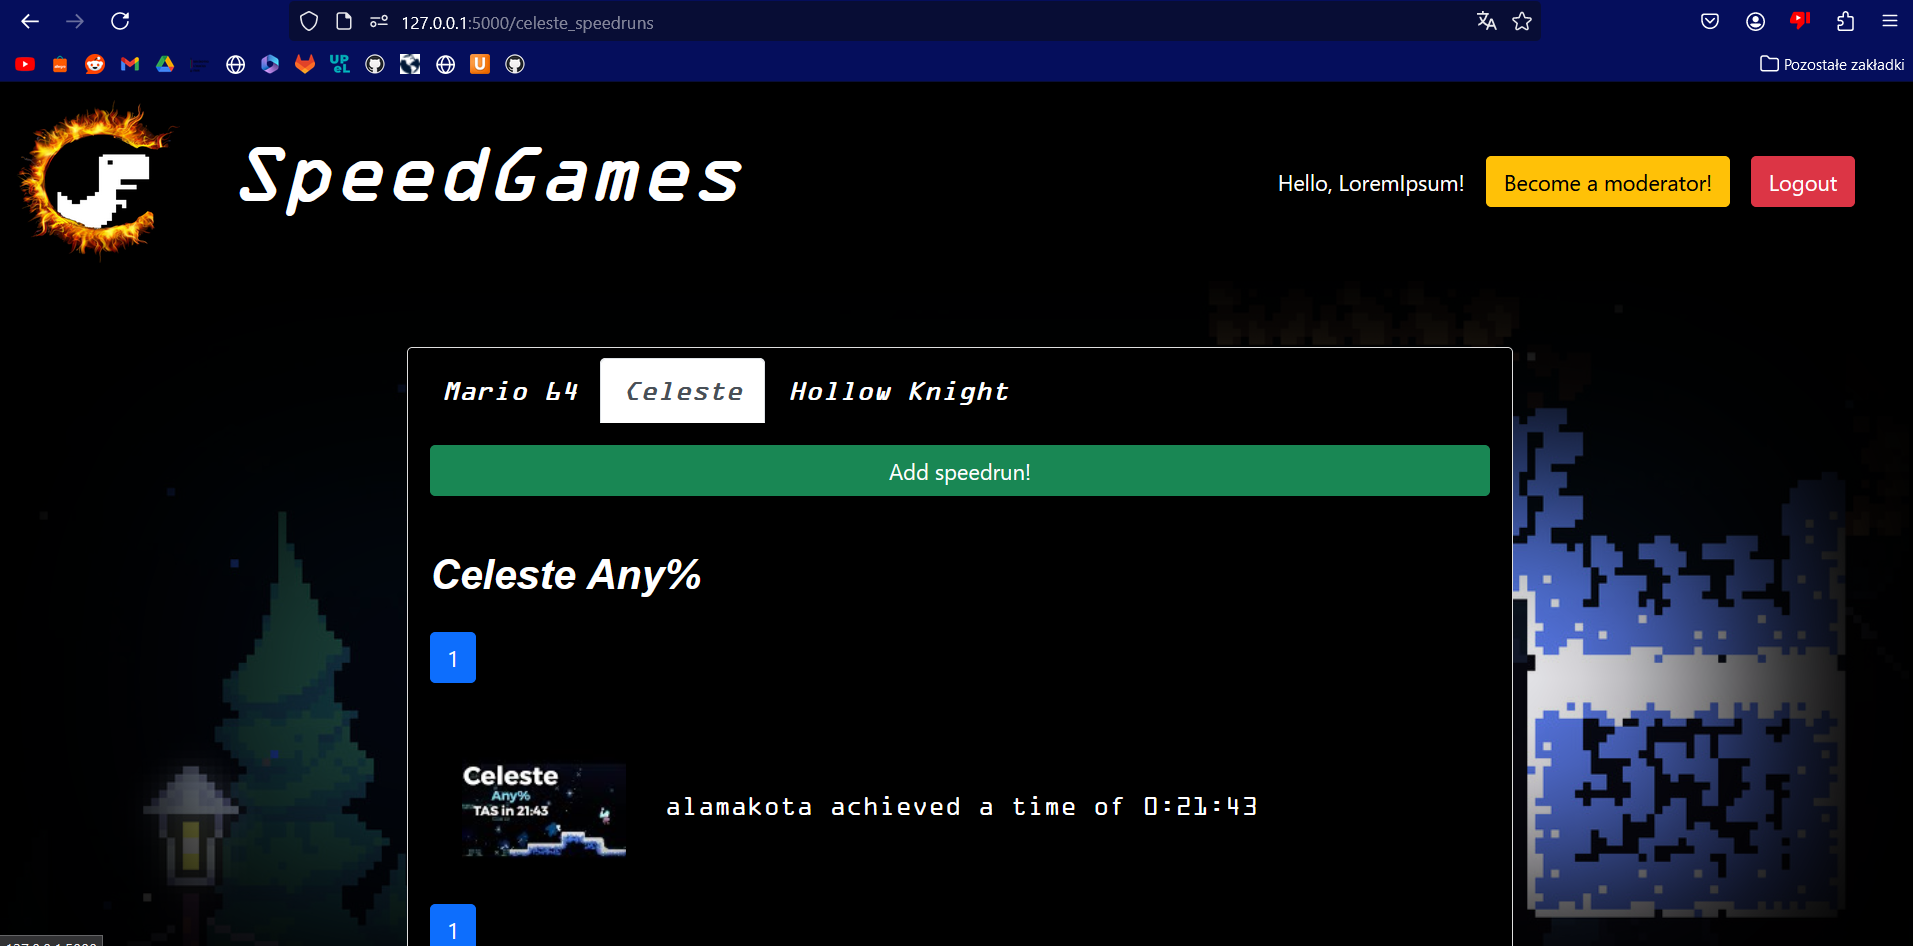 127.0.0.1:5000/celeste_speedruns
Pozostałe zakładki
SpeedGames
Hello, LoremIpsum!
Become a moderator!
Logout
Mario 64
Celeste
Hollow Knight
Add speedrun!
Celeste Any%
1
Celeste
Any%
TAS in 21:43
alamakota achieved a time of 0:21:43
1